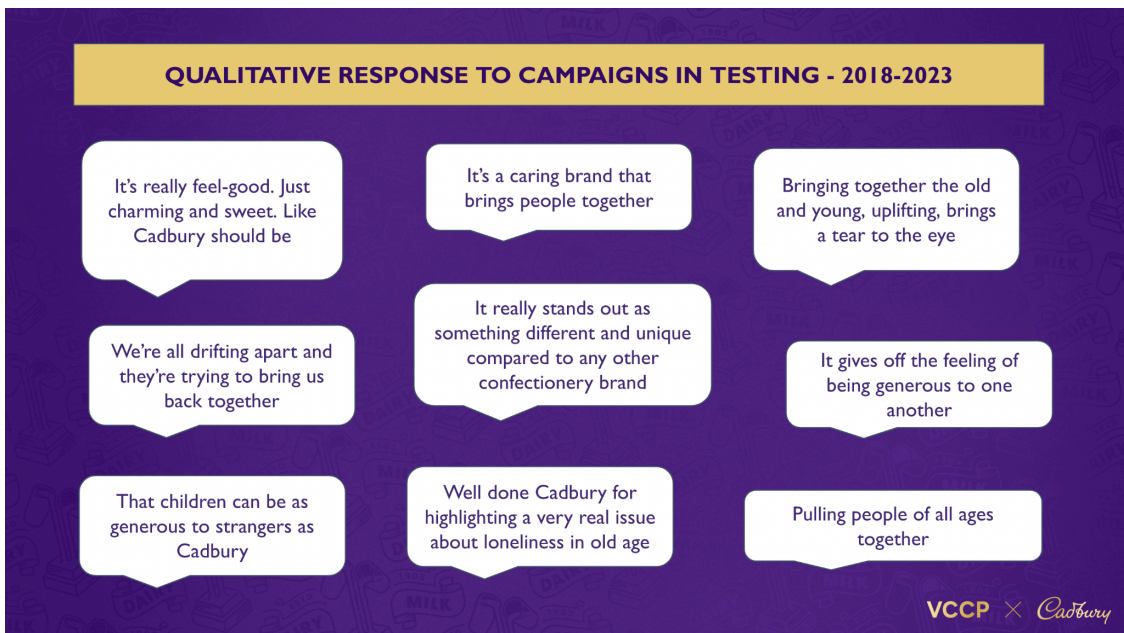 QUALITATIVE RESPONSE TO CAMPAIGNS IN TESTING - 2018-2023
It's really feel-good. Just
charming and sweet. Like
Cadbury should be
It's a caring brand that
brings people together
Bringing together the old
and young, uplifting, brings
a tear to the eye
We're all drifting apart and
they're trying to bring us
back together
It really stands out as
something different and unique
compared to any other
confectionery brand
It gives off the feeling of
being generous to one
another
That children can be as
generous to strangers as
Cadbury
Well done Cadbury for
highlighting a very real issue
about loneliness in old age
Pulling people of all ages
together
VCCP × Cadbury